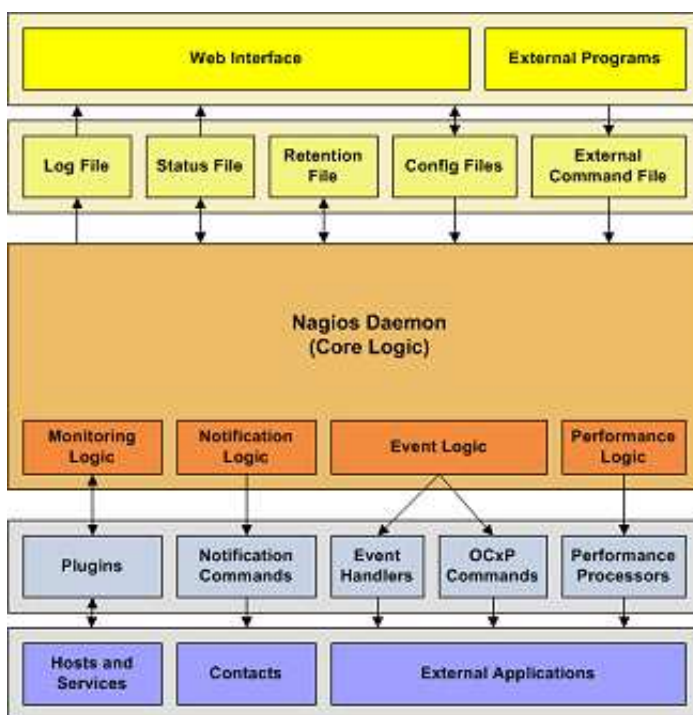 Web Interface
External Programs
Log File
Status File
Retention
File
Config Files
External
Command File
Nagios Daemon
(Core Logic)
Monitoring
Logic
Notification
Logic
Event Logic
Performance
Logic
Plugins
Notification
Commands
Event
Handlers
OCxP
Commands
Performance
Processors
Hosts and
Services
Contacts
External Applications